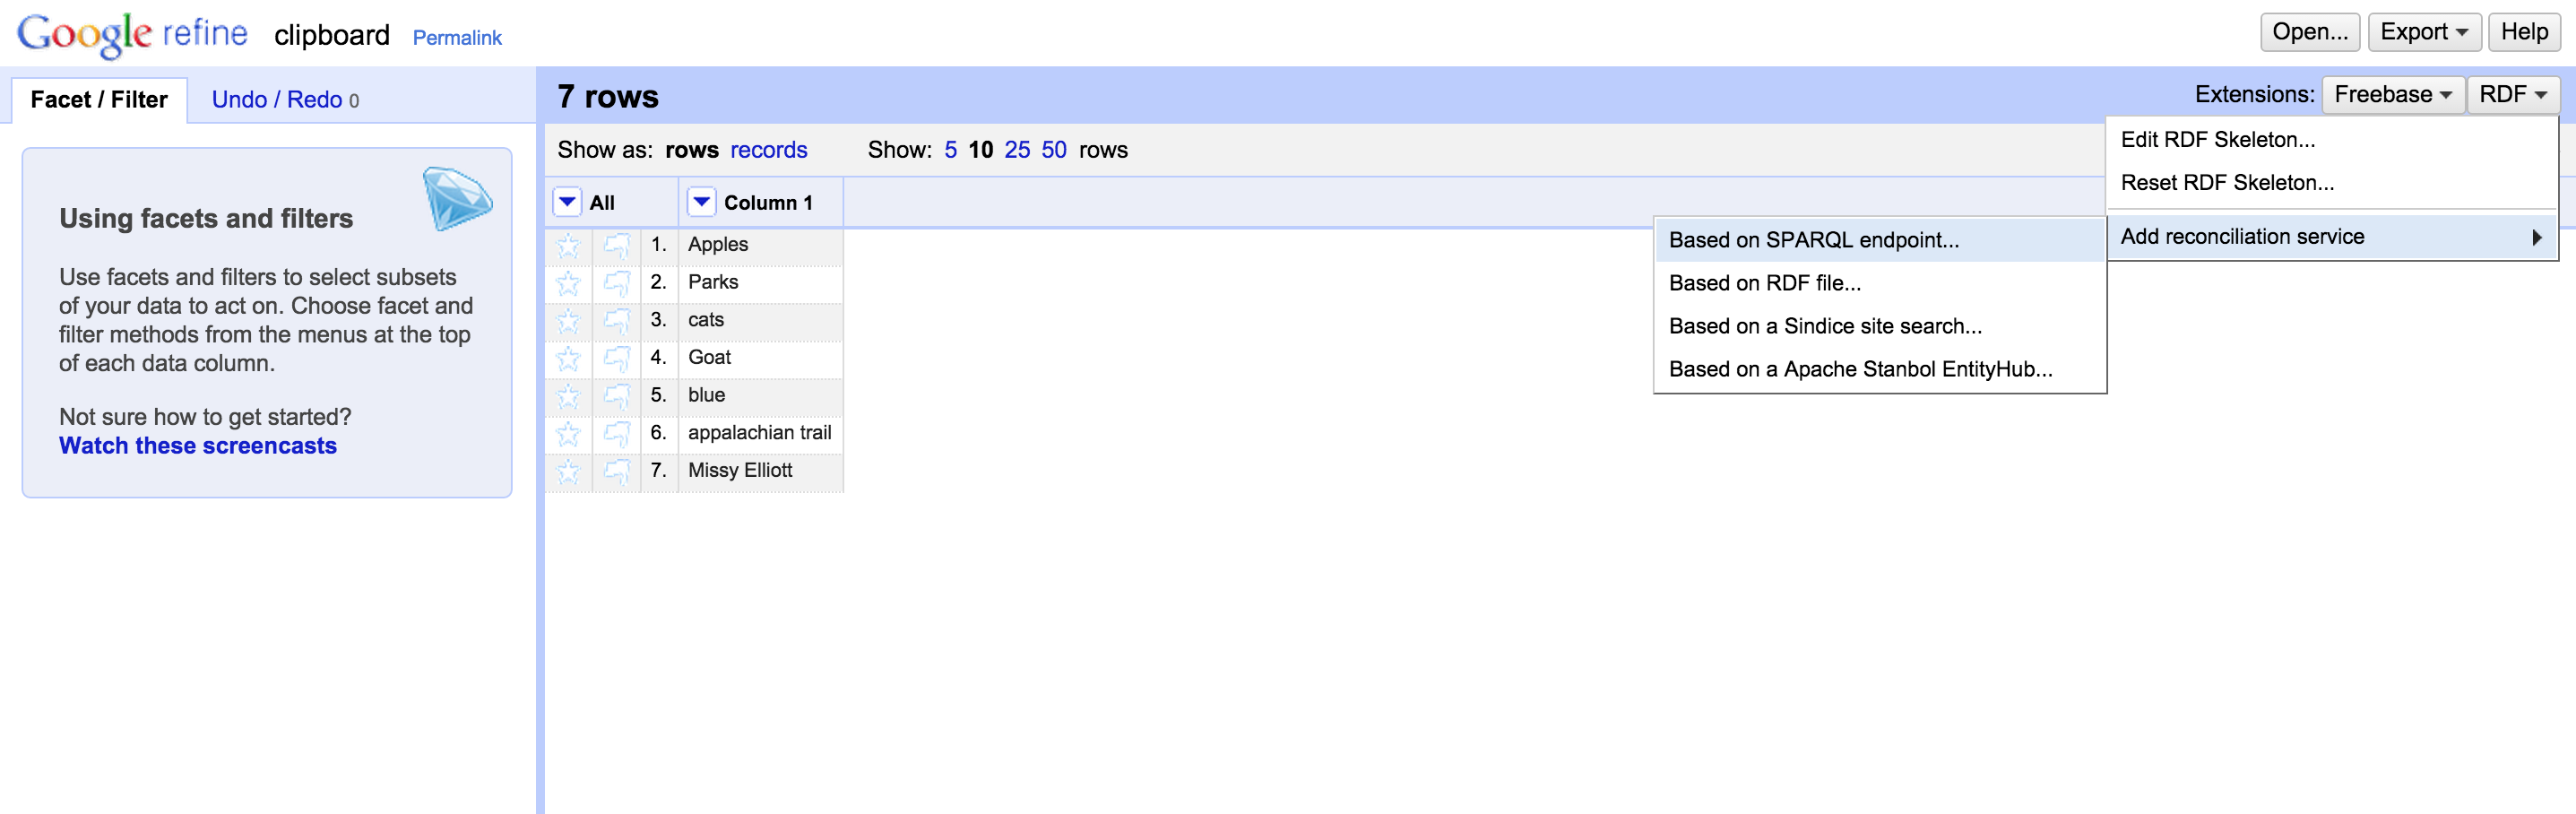 Google refine clipboard Permalink
Open... Export Help
Facet / Filter Undo / Redo 0
7 rows
Extensions: Freebase RDF
Show as: rows records Show: 5 10 25 50 rows
Edit RDF Skeleton...
Reset RDF Skeleton...
Add reconciliation service
Based on SPARQL endpoint...
Based on RDF file...
Based on a Sindice site search...
Based on a Apache Stanbol EntityHub...
Using facets and filters
Use facets and filters to select subsets
of your data to act on. Choose facet and
filter methods from the menus at the top
of each data column.
Not sure how to get started?
Watch these screencasts
All Column 1
1. Apples
2. Parks
3. cats
4. Goat
5. blue
6. appalachian trail
7. Missy Elliott